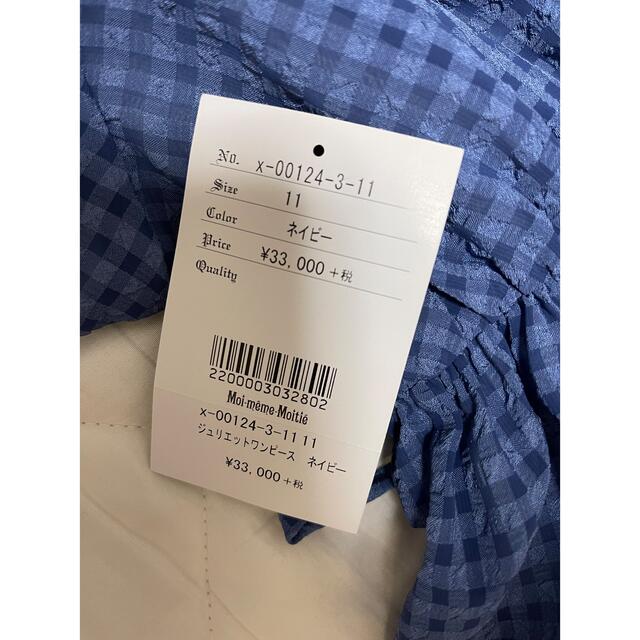 No. x-00124-3-11
Size 11
Color ネイビー
Price ¥33,000+税
Quality
2200003032802
Moi-même-Moitié
x-00124-3-11 11
ジュリエットワンピース ネイビー
¥33,000+税